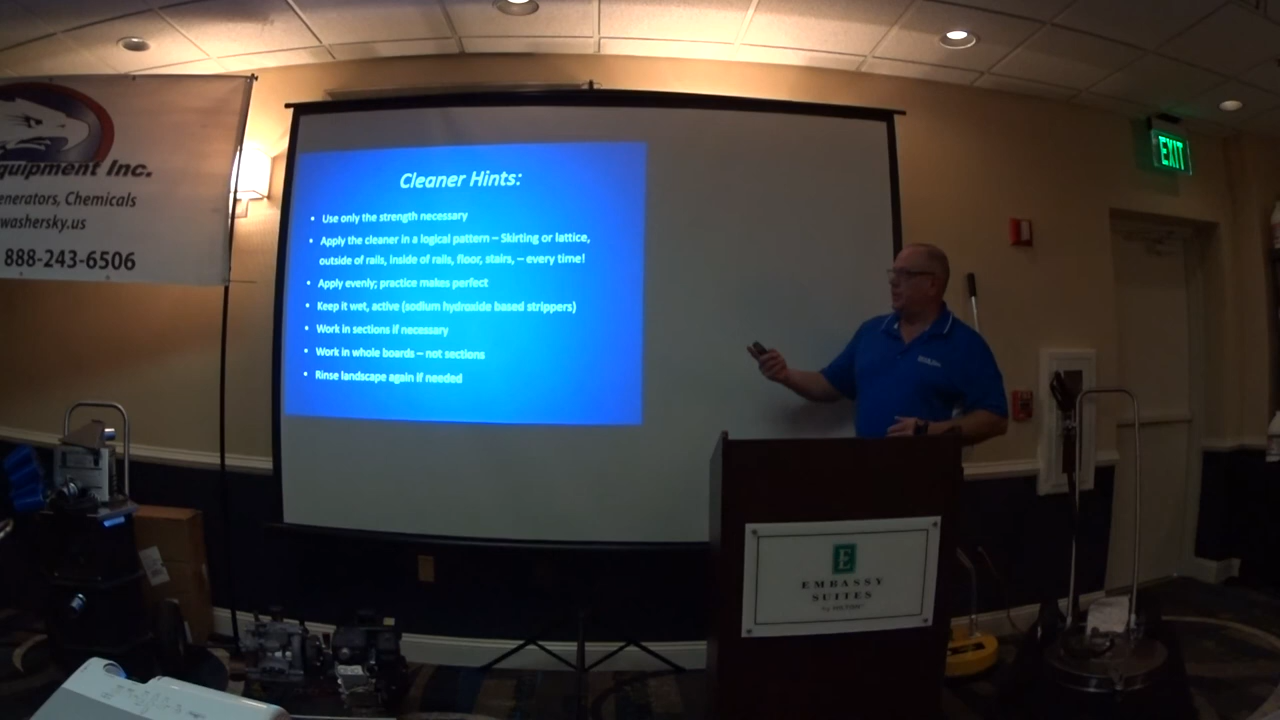 quipment Inc.
enerators, Chemicals
washersky.us
888-243-6506
Cleaner Hints:
• Use only the strength necessary
• Apply the cleaner in a logical pattern – Skirting or lattice,
outside of rails, inside of rails, floor, stairs, – every time!
• Apply evenly; practice makes perfect
• Keep it wet, active (sodium hydroxide based strippers)
• Work in sections if necessary
• Work in whole boards – not sections
• Rinse landscape again if needed
EXIT
E
EMBASSY
SUITES
by HILTON